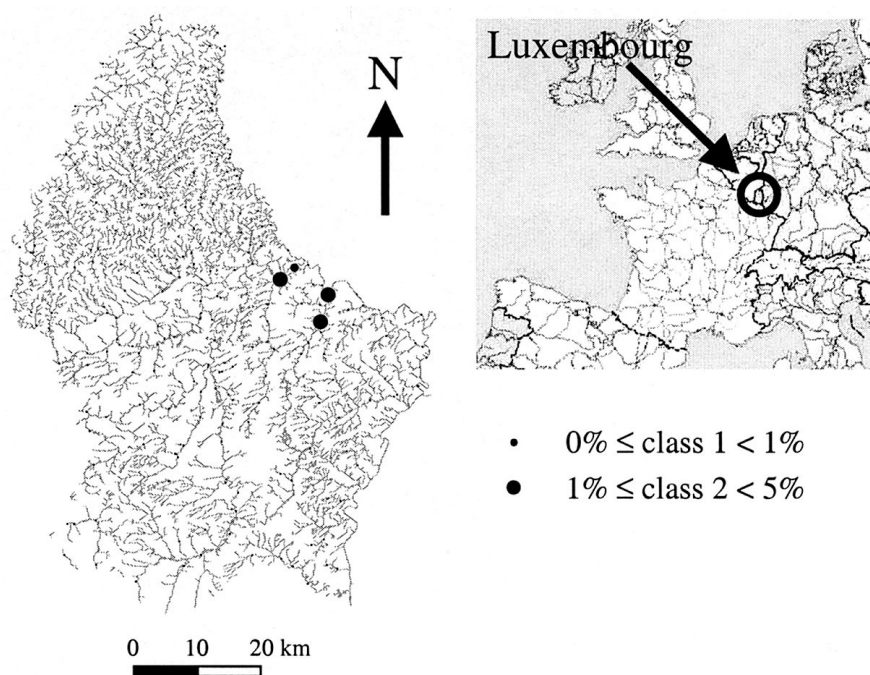 Luxembourg
N
0% ≤ class 1 < 1%
1% ≤ class 2 < 5%
0 10 20 km